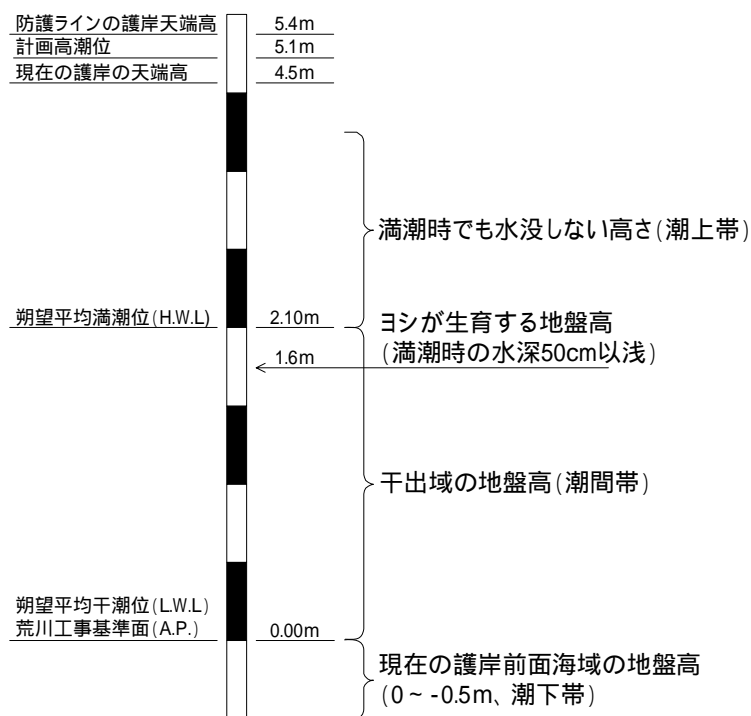 防護ラインの護岸天端高 5.4m
計画高潮位 5.1m
現在の護岸の天端高 4.5m
満潮時でも水没しない高さ(潮上帯)
朔望平均満潮位(H.W.L) 2.10m
ヨシが生育する地盤高
(満潮時の水深50cm以浅)
1.6m
干出域の地盤高(潮間帯)
朔望平均干潮位(L.W.L)
荒川工事基準面(A.P.) 0.00m
現在の護岸前面海域の地盤高
(0～-0.5m、潮下帯)